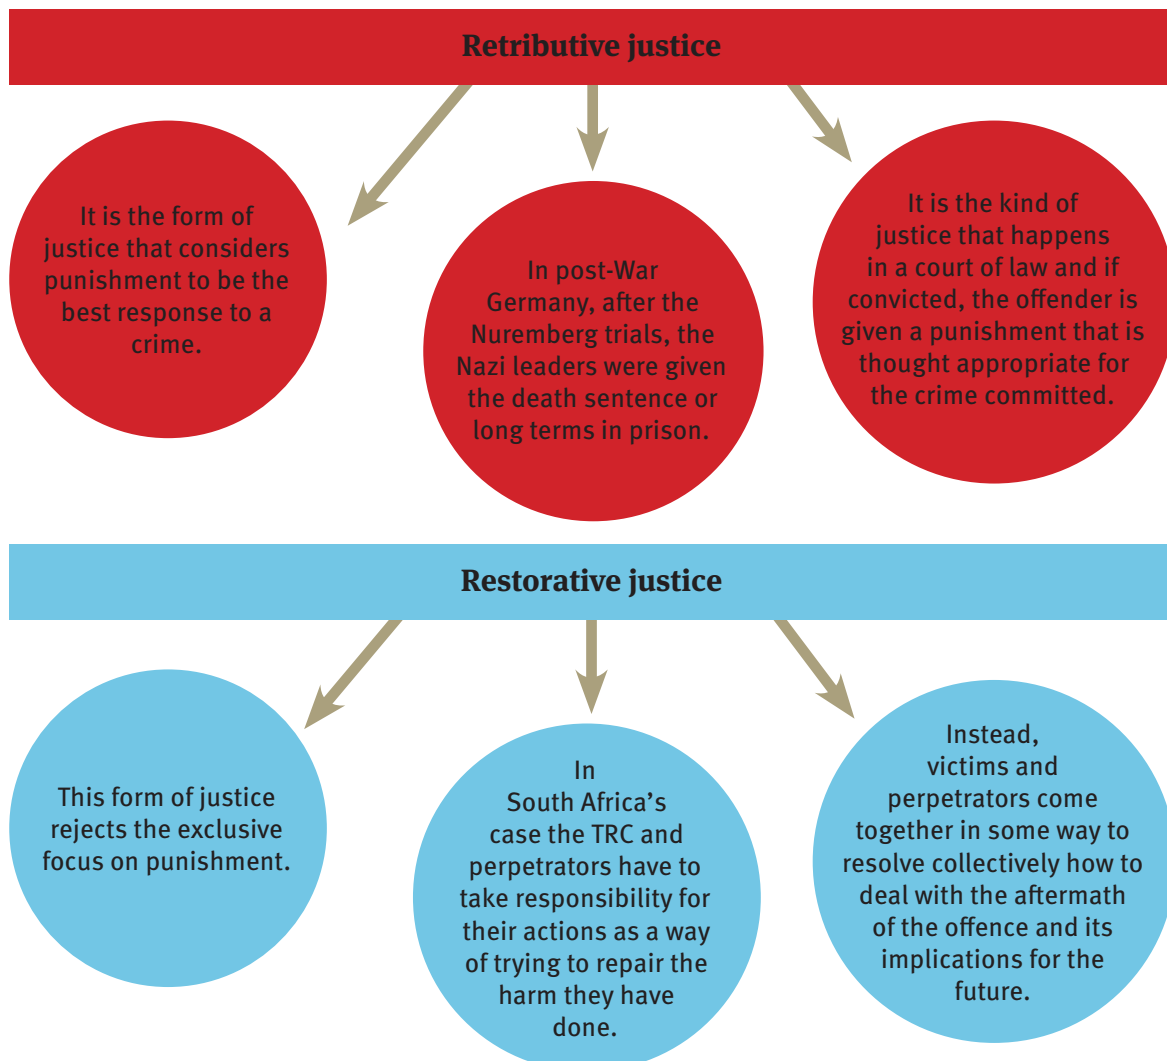 Retributive justice
It is the form of
justice that considers
punishment to be the
best response to a
crime.
In post-War
Germany, after the
Nuremberg trials, the
Nazi leaders were given
the death sentence or
long terms in prison.
It is the kind of
justice that happens
in a court of law and if
convicted, the offender is
given a punishment that is
thought appropriate for
the crime committed.
Restorative justice
This form of justice
rejects the exclusive
focus on punishment.
In
South Africa’s
case the TRC and
perpetrators have to
take responsibility for
their actions as a way
of trying to repair the
harm they have
done.
Instead,
victims and
perpetrators come
together in some way to
resolve collectively how to
deal with the aftermath
of the offence and its
implications for the
future.